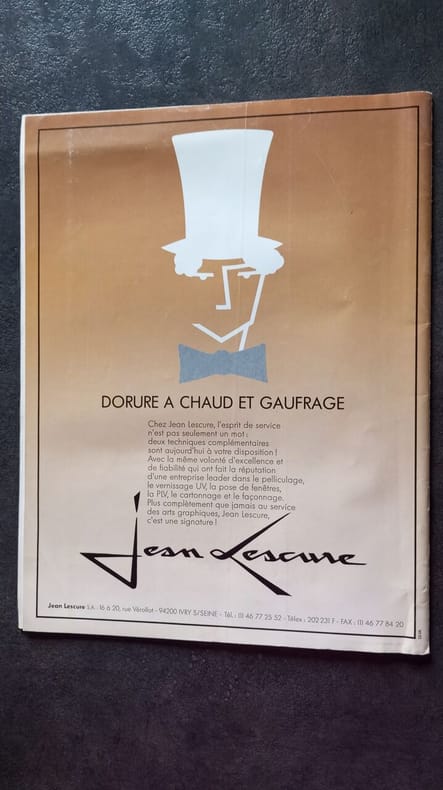 DORURE A CHAUD ET GAUFRAGE
Chez Jean Lescure, l'esprit de service
n'est pas seulement un mot :
deux techniques complémentaires
sont aujourd'hui à votre disposition !
Avec la même volonté d'excellence et
de fiabilité qui ont fait la réputation
d'une entreprise leader dans le pelliculage,
le vernissage UV, la pose de fenêtres,
la PLV, le cartonnage et le façonnage.
Plus complètement que jamais au service
des arts graphiques, Jean Lescure,
c'est une signature !
Jean Lescure
Jean Lescure S.A. : 16 à 20, rue Vérollot - 94200 IVRY S/SEINE - Tél. : (1) 46 77 25 52 - Télex : 202 231 F - FAX : (1) 46 77 84 20